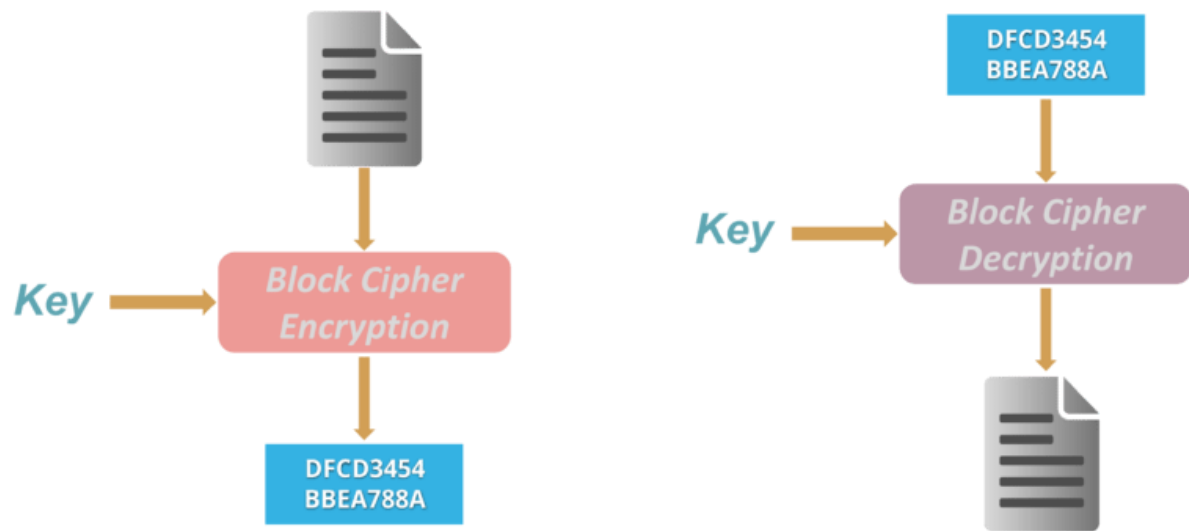 Key
Block Cipher
Encryption
DFCD3454
BBEA788A
DFCD3454
BBEA788A
Key
Block Cipher
Decryption